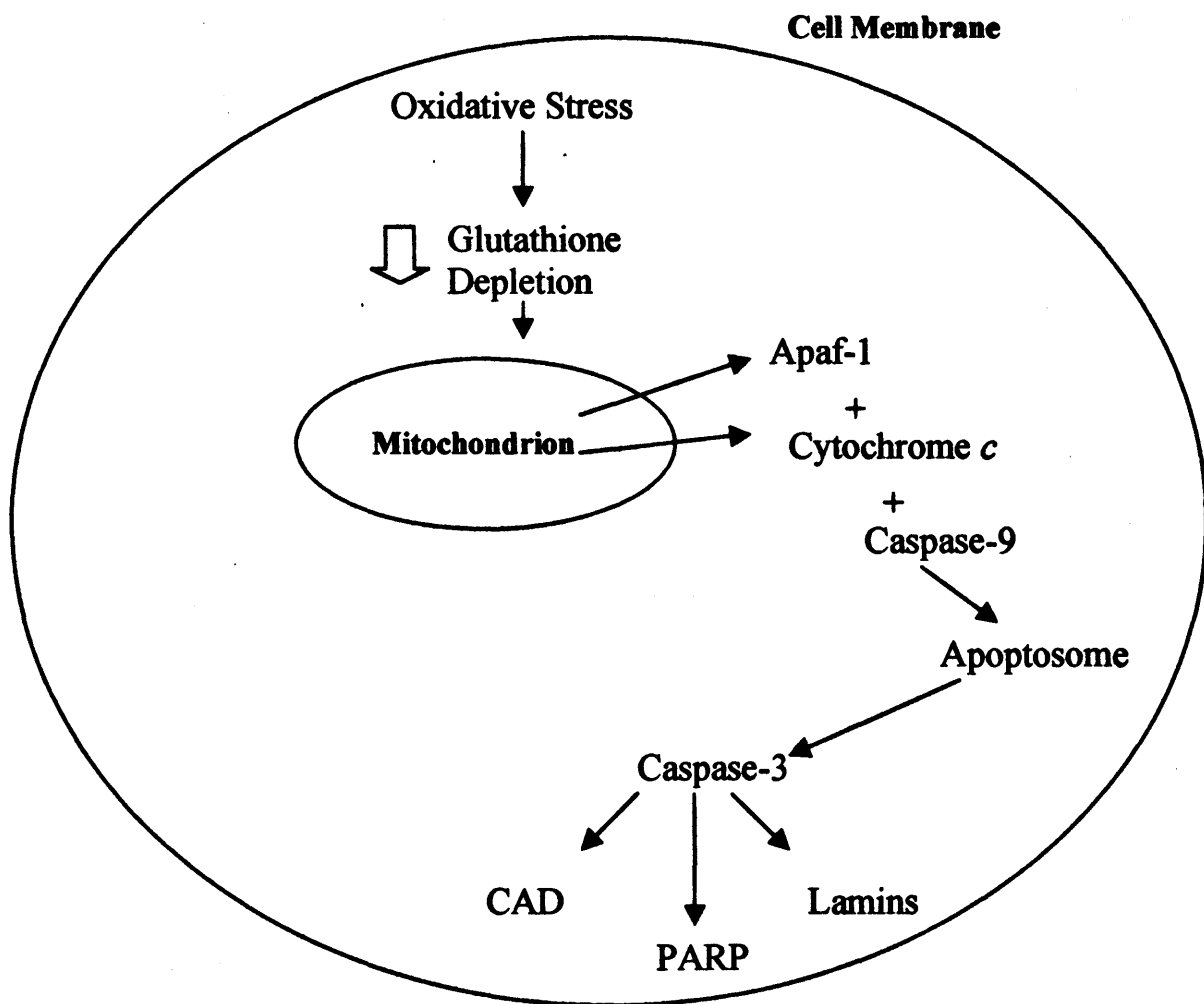 Cell Membrane
Oxidative Stress
Glutathione
Depletion
Apaf-1
+
Mitochondrion
Cytochrome c
+
Caspase-9
Apoptosome
Caspase-3
CAD
Lamins
PARP